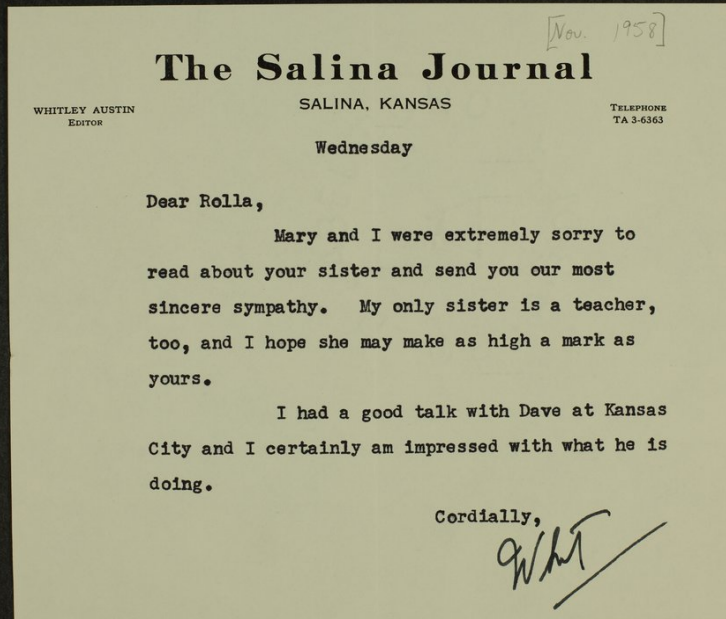 [Nov. 1958]
The Salina Journal
SALINA, KANSAS
WHITLEY AUSTIN
EDITOR
TELEPHONE
TA 3-6363
Wednesday
Dear Rolla,
Mary and I were extremely sorry to
read about your sister and send you our most
sincere sympathy. My only sister is a teacher,
too, and I hope she may make as high a mark as
yours.
I had a good talk with Dave at Kansas
City and I certainly am impressed with what he is
doing.
Cordially,
Whit